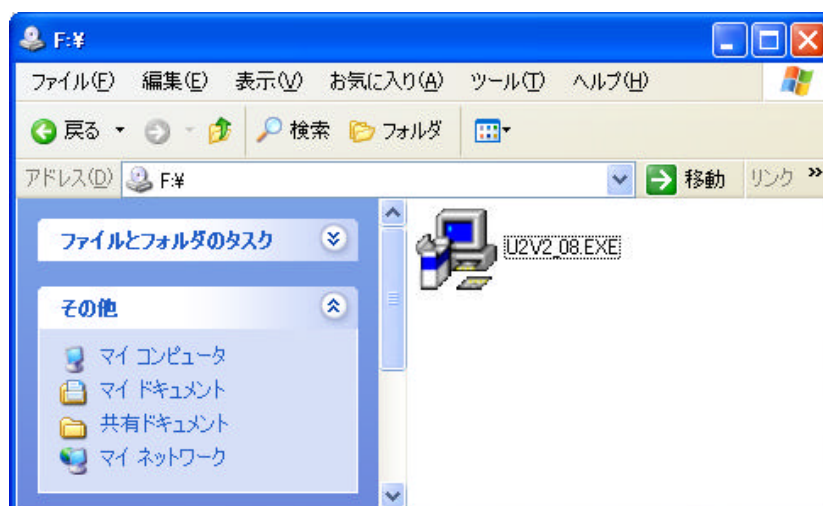 F:¥
ファイル(F) 編集(E) 表示(V) お気に入り(A) ツール(T) ヘルプ(H)
戻る 検索 フォルダ
アドレス(D) F:¥ 移動 リンク »
ファイルとフォルダのタスク
U2V2_08.EXE
その他
マイ コンピュータ
マイ ドキュメント
共有ドキュメント
マイ ネットワーク